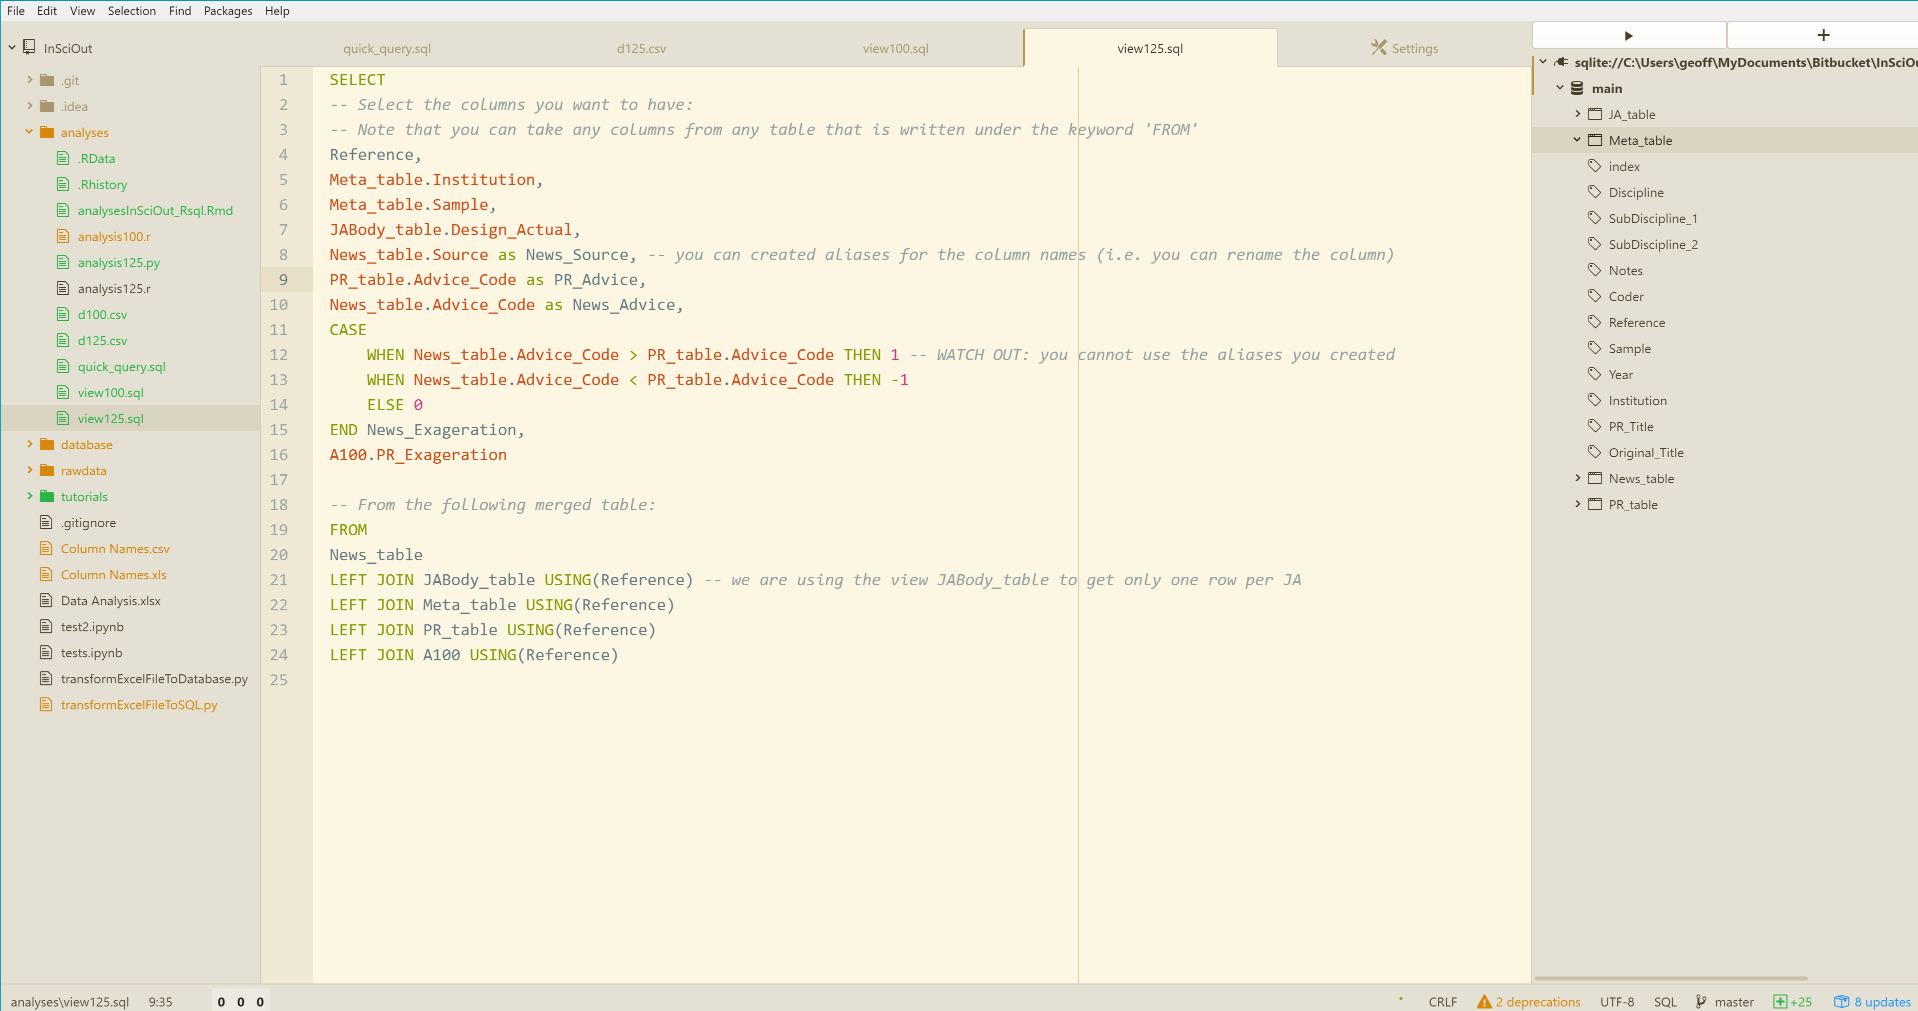 File Edit View Selection Find Packages Help
InSciOut
.git
.idea
analyses
.RData
.Rhistory
analysesInSciOut_Rsql.Rmd
analysis100.r
analysis125.py
analysis125.r
d100.csv
d125.csv
quick_query.sql
view100.sql
view125.sql
database
rawdata
tutorials
.gitignore
Column Names.csv
Column Names.xls
Data Analysis.xlsx
test2.ipynb
tests.ipynb
transformExcelFileToDatabase.py
transformExcelFileToSQL.py
quick_query.sql d125.csv view100.sql view125.sql Settings
1 SELECT
2 -- Select the columns you want to have:
3 -- Note that you can take any columns from any table that is written under the keyword 'FROM'
4 Reference,
5 Meta_table.Institution,
6 Meta_table.Sample,
7 JABody_table.Design_Actual,
8 News_table.Source as News_Source, -- you can created aliases for the column names (i.e. you can rename the column)
9 PR_table.Advice_Code as PR_Advice,
10 News_table.Advice_Code as News_Advice,
11 CASE
12 WHEN News_table.Advice_Code > PR_table.Advice_Code THEN 1 -- WATCH OUT: you cannot use the aliases you created
13 WHEN News_table.Advice_Code < PR_table.Advice_Code THEN -1
14 ELSE 0
15 END News_Exageration,
16 A100.PR_Exageration
17
18 -- From the following merged table:
19 FROM
20 News_table
21 LEFT JOIN JABody_table USING(Reference) -- we are using the view JABody_table to get only one row per JA
22 LEFT JOIN Meta_table USING(Reference)
23 LEFT JOIN PR_table USING(Reference)
24 LEFT JOIN A100 USING(Reference)
25
sqlite://C:\Users\geoff\MyDocuments\Bitbucket\InSciOu
main
JA_table
Meta_table
index
Discipline
SubDiscipline_1
SubDiscipline_2
Notes
Coder
Reference
Sample
Year
Institution
PR_Title
Original_Title
News_table
PR_table
analyses\view125.sql 9:35 0 0 0 CRLF 2 deprecations UTF-8 SQL master +25 8 updates